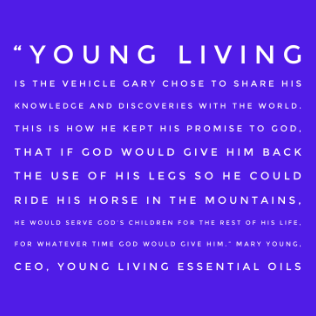 “YOUNG LIVING
IS THE VEHICLE GARY CHOSE TO SHARE HIS
KNOWLEDGE AND DISCOVERIES WITH THE WORLD.
THIS IS HOW HE KEPT HIS PROMISE TO GOD,
THAT IF GOD WOULD GIVE HIM BACK
THE USE OF HIS LEGS SO HE COULD
RIDE HIS HORSE IN THE MOUNTAINS,
HE WOULD SERVE GOD'S CHILDREN FOR THE REST OF HIS LIFE,
FOR WHATEVER TIME GOD WOULD GIVE HIM.” MARY YOUNG,
CEO, YOUNG LIVING ESSENTIAL OILS